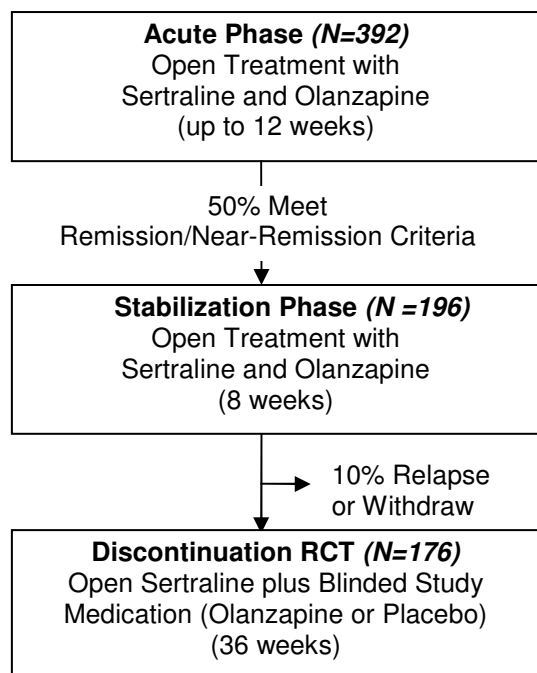 Acute Phase (N=392)
Open Treatment with
Sertraline and Olanzapine
(up to 12 weeks)
50% Meet
Remission/Near-Remission Criteria
Stabilization Phase (N =196)
Open Treatment with
Sertraline and Olanzapine
(8 weeks)
10% Relapse
or Withdraw
Discontinuation RCT (N=176)
Open Sertraline plus Blinded Study
Medication (Olanzapine or Placebo)
(36 weeks)